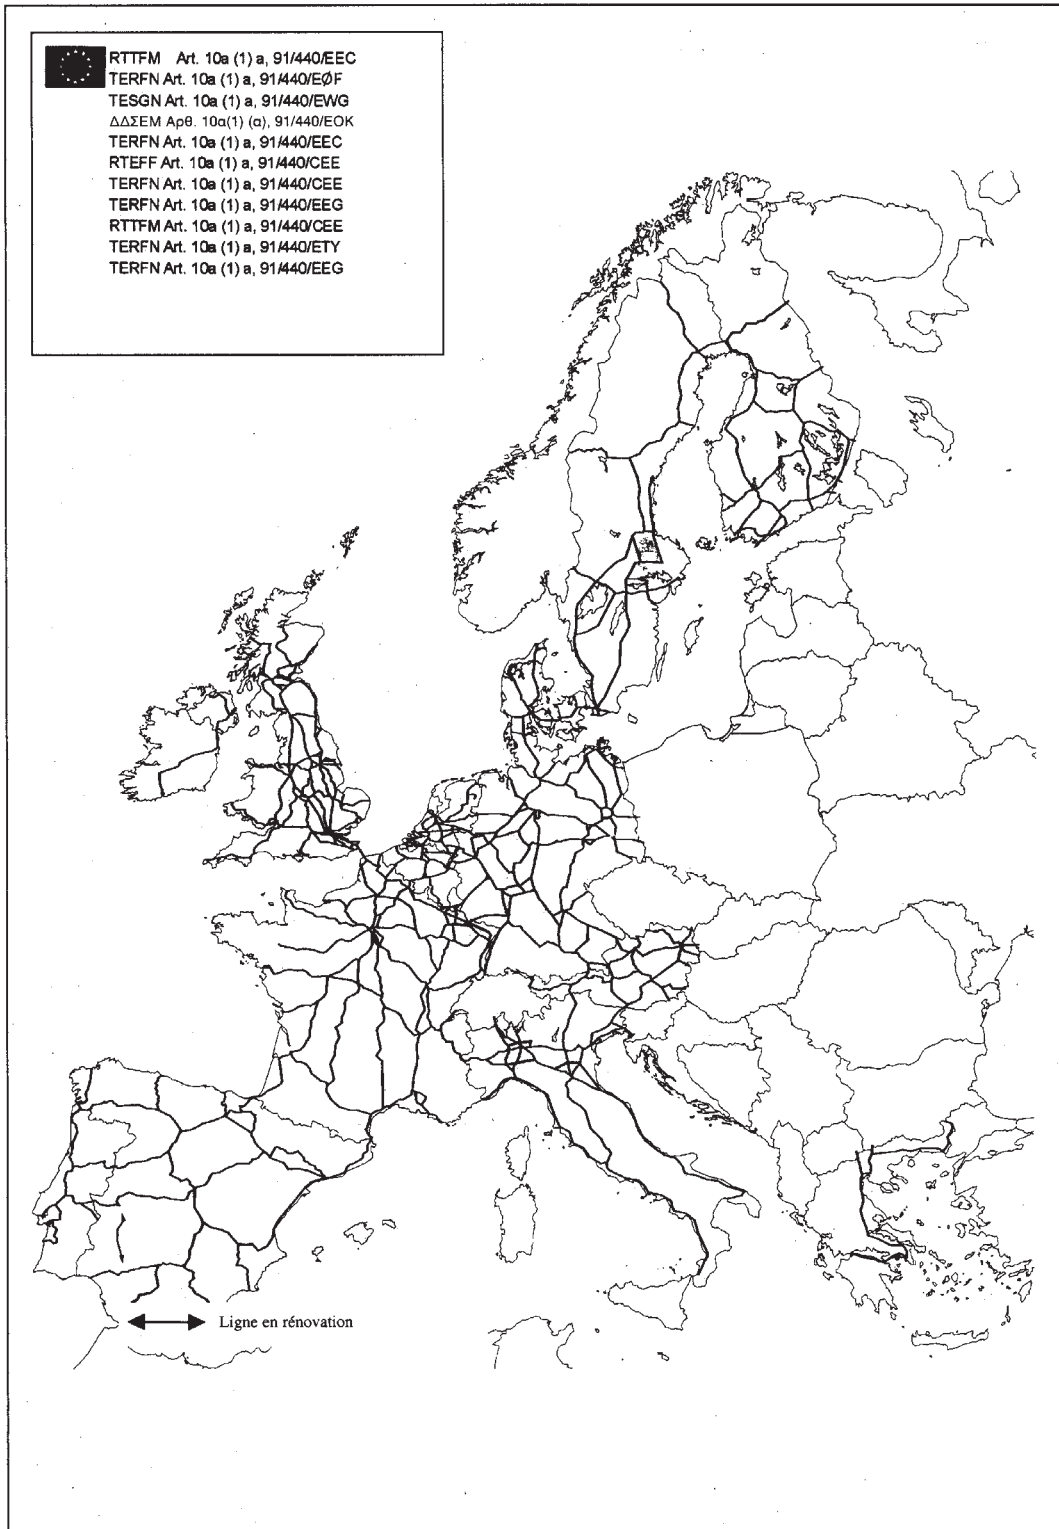 RTTFM Art. 10a (1) a, 91/440/EEC
TERFN Art. 10a (1) a, 91/440/EØF
TESGN Art. 10a (1) a, 91/440/EWG
ΔΔΣΕΜ Αρθ. 10α(1) (α), 91/440/ΕΟΚ
TERFN Art. 10a (1) a, 91/440/EEC
RTEFF Art. 10a (1) a, 91/440/CEE
TERFN Art. 10a (1) a, 91/440/CEE
TERFN Art. 10a (1) a, 91/440/EEG
RTTFM Art. 10a (1) a, 91/440/CEE
TERFN Art. 10a (1) a, 91/440/ETY
TERFN Art. 10a (1) a, 91/440/EEG
Ligne en rénovation